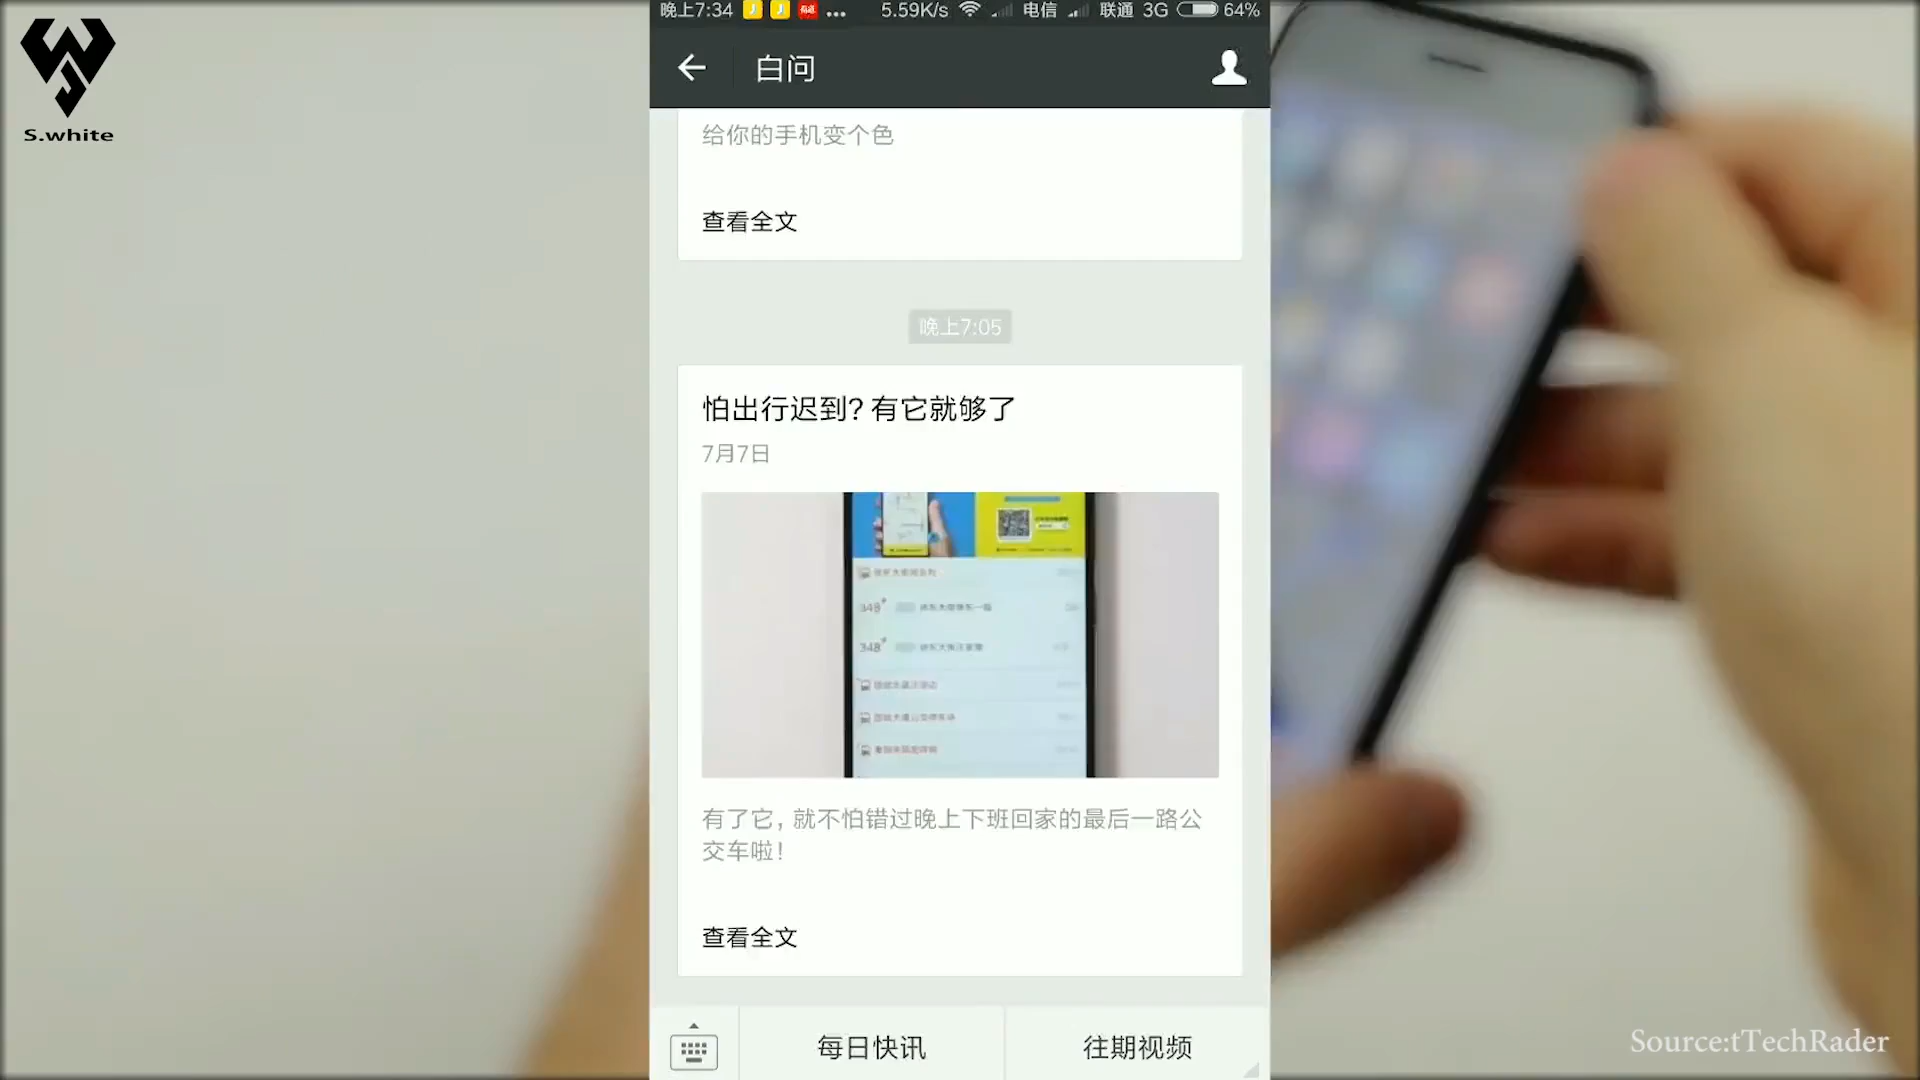 晚上7:34 5.59K/s 电信 联通 3G 64%
S.white
白问
给你的手机变个色
查看全文
晚上7:05
怕出行迟到?有它就够了
7月7日
348
348
有了它,就不怕错过晚上下班回家的最后一路公
交车啦!
查看全文
每日快讯
往期视频
Source:tTechRader